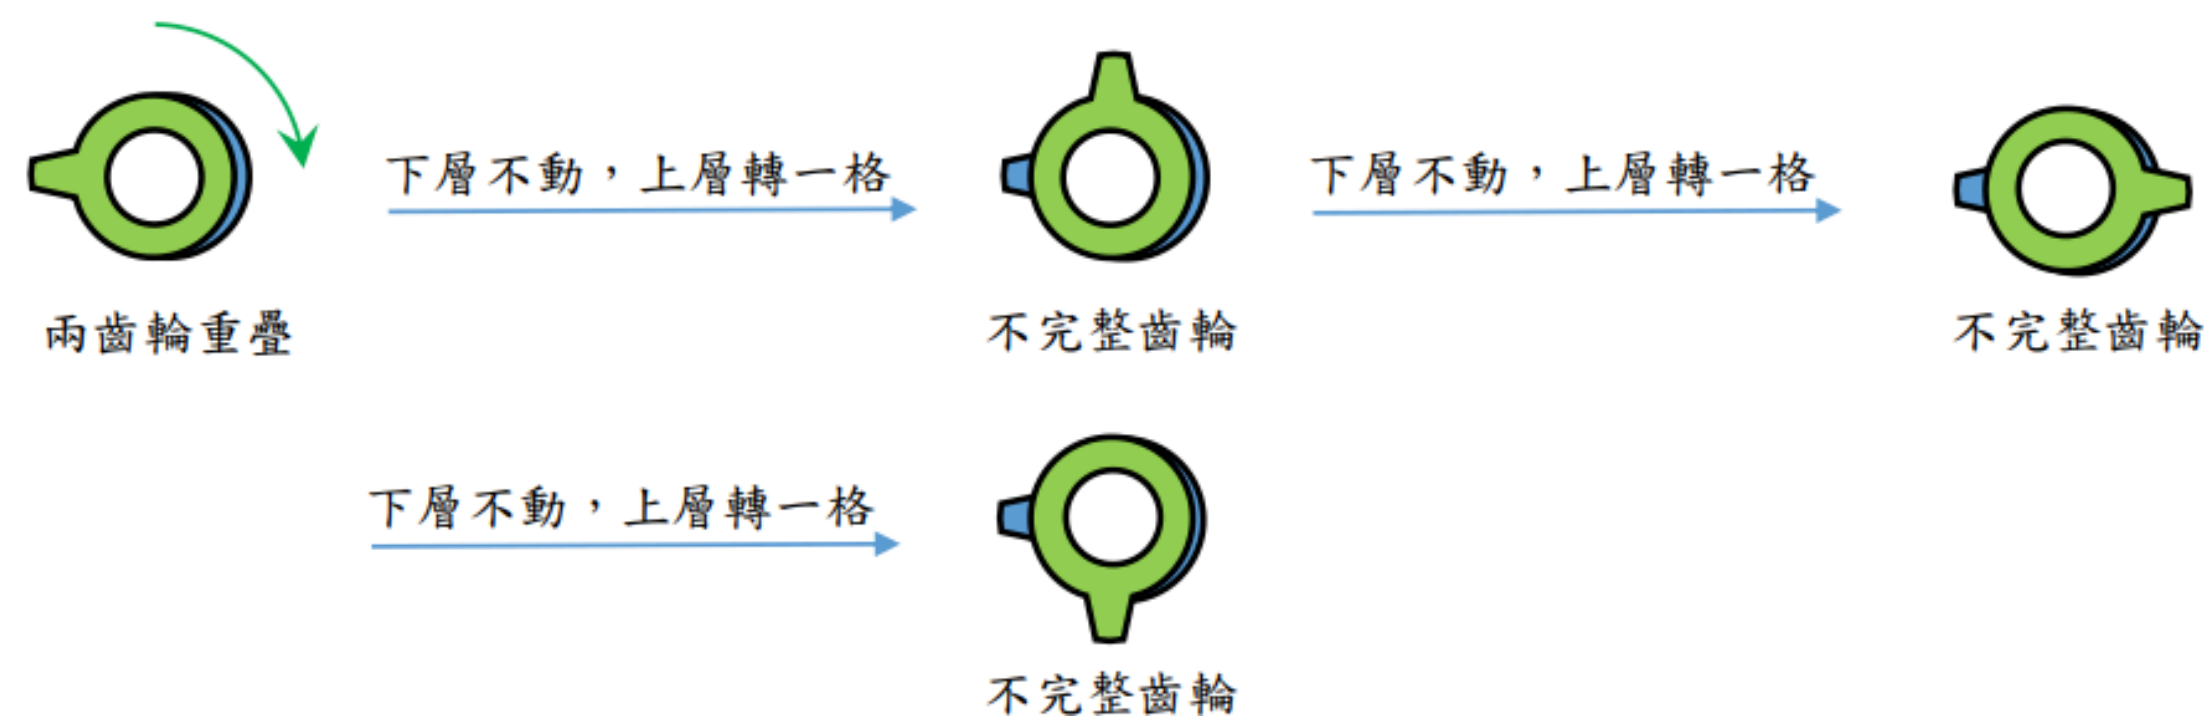 下層不動，上層轉一格
下層不動，上層轉一格
兩齒輪重疊
不完整齒輪
不完整齒輪
下層不動，上層轉一格
不完整齒輪